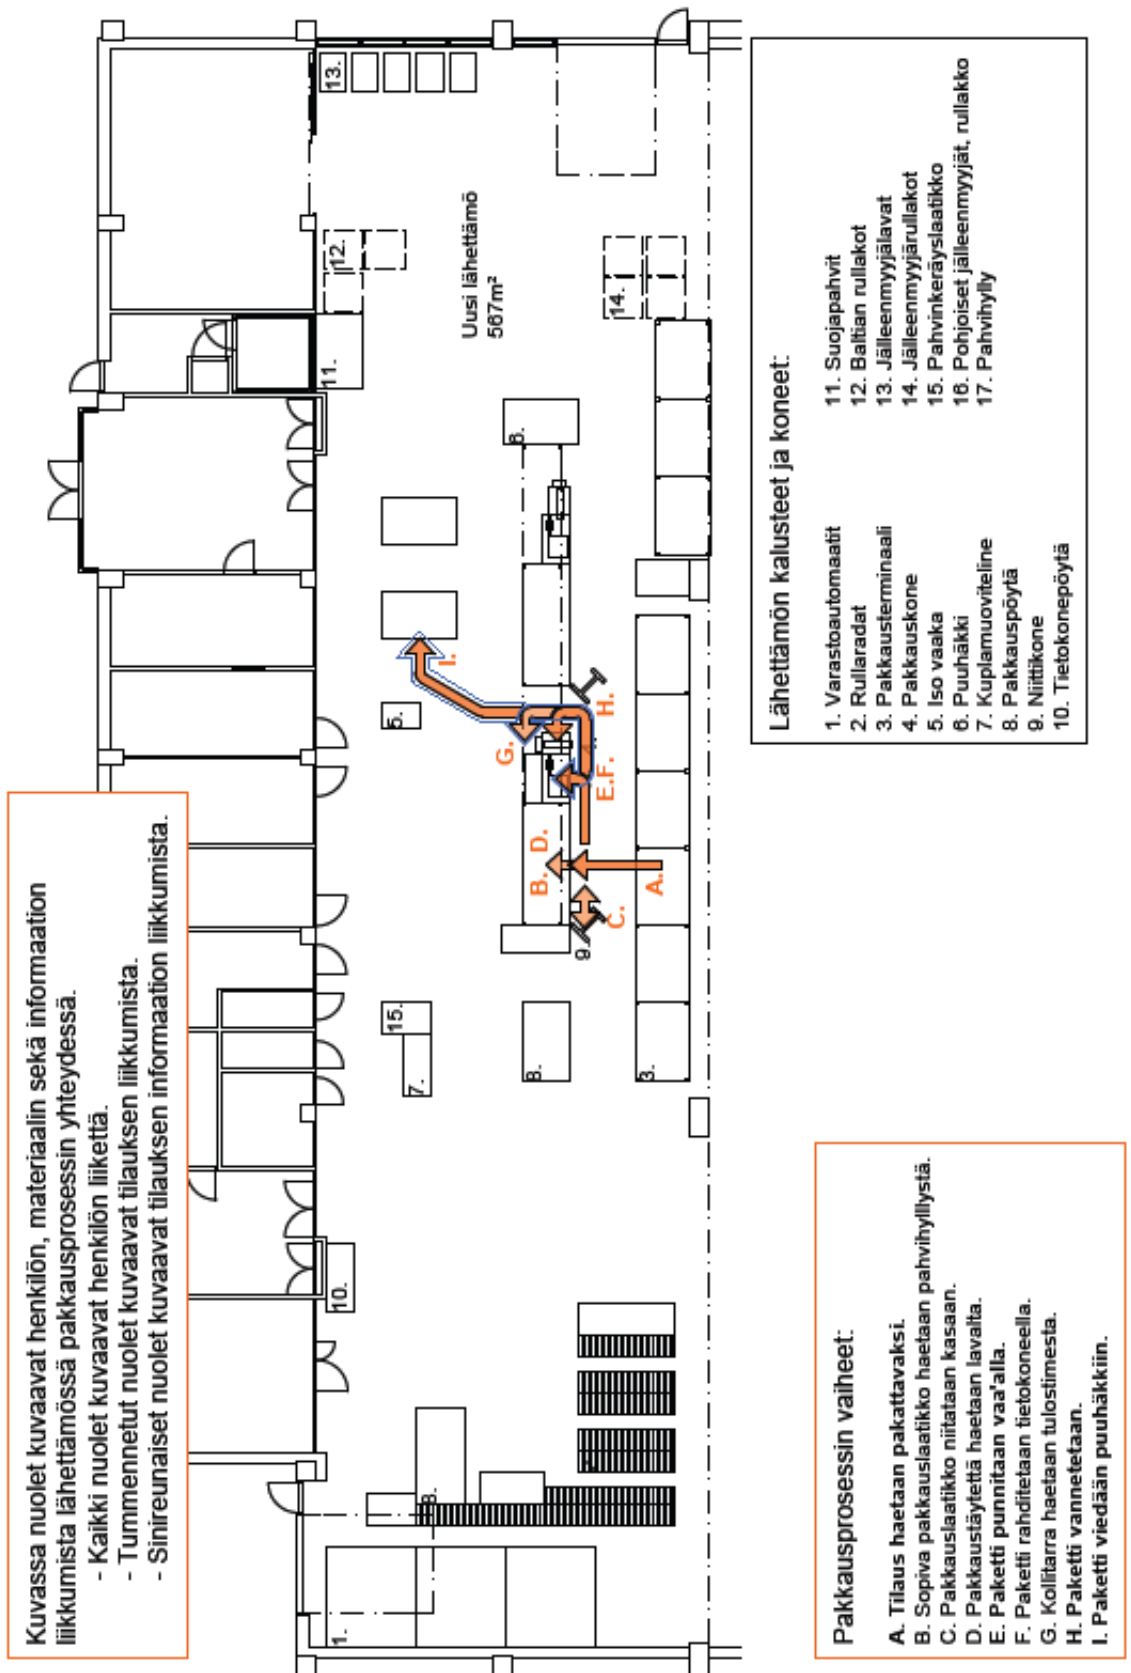 Kuvassa nuolet kuvaavat henkilön, materiaalin sekä informaation
liikkumista lähettämössä pakkausprosessin yhteydessä.
- Kaikki nuolet kuvaavat henkilön liikettä.
- Tummennetut nuolet kuvaavat tilauksen liikkumista.
- Sinireunaiset nuolet kuvaavat tilauksen informaation liikkumista.
1.
8.
10.
7.
15.
5.
I.
11.
12.
13.
Uusi lähettämö
567m²
8.
9.
C.
B.
D.
A.
E.F.
G.
H.
6.
3.
14.
Pakkausprosessin vaiheet:
A. Tilaus haetaan pakattavaksi.
B. Sopiva pakkauslaatikko haetaan pahvihyllystä.
C. Pakkauslaatikko niitataan kasaan.
D. Pakkaustäytettä haetaan lavalta.
E. Paketti punnitaan vaa'alla.
F. Paketti rahditetaan tietokoneella.
G. Kollitarra haetaan tulostimesta.
H. Paketti vannetetaan.
I. Paketti viedään puuhäkkiin.
Lähettämön kalusteet ja koneet:
1. Varastoautomaatit
2. Rullaradat
3. Pakkausterminaali
4. Pakkauskone
5. Iso vaaka
6. Puuhäkki
7. Kuplamuoviteline
8. Pakkauspöytä
9. Niittikone
10. Tietokonepöytä
11. Suojapahvit
12. Baltian rullakot
13. Jälleenmyyjälavat
14. Jälleenmyyjärullakot
15. Pahvinkeräyslaatikko
16. Pohjoiset jälleenmyyjät, rullakko
17. Pahvihylly